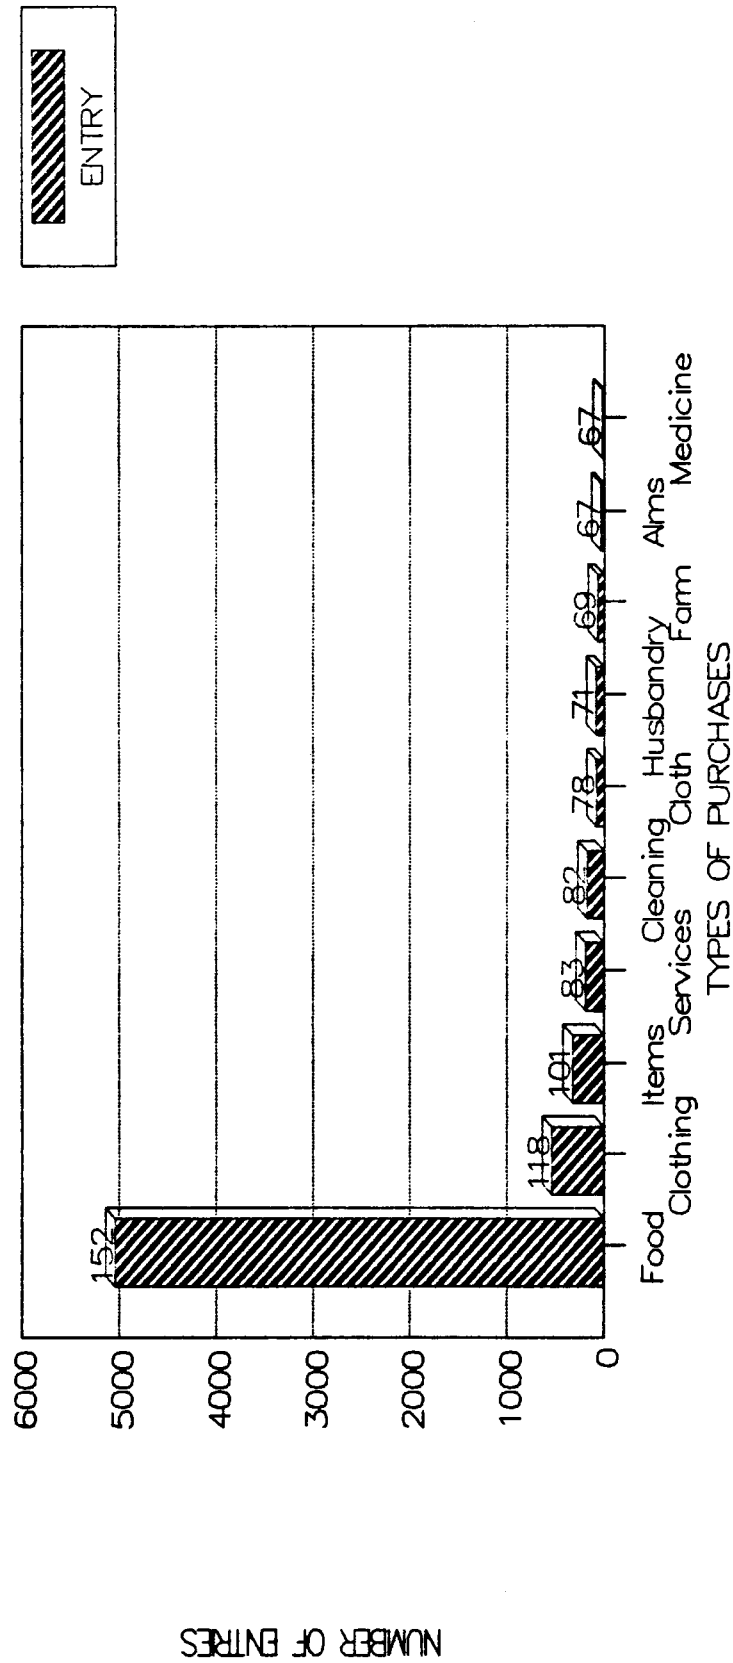 ENTRY
NUMBER OF ENTRIES
6000
5000
4000
3000
2000
1000
0
152
118
101
83
82
78
71
69
67
67
Food
Clothing
Items
Services
Cleaning
Cloth
Husbandry
Farm
Alms
Medicine
TYPES OF PURCHASES